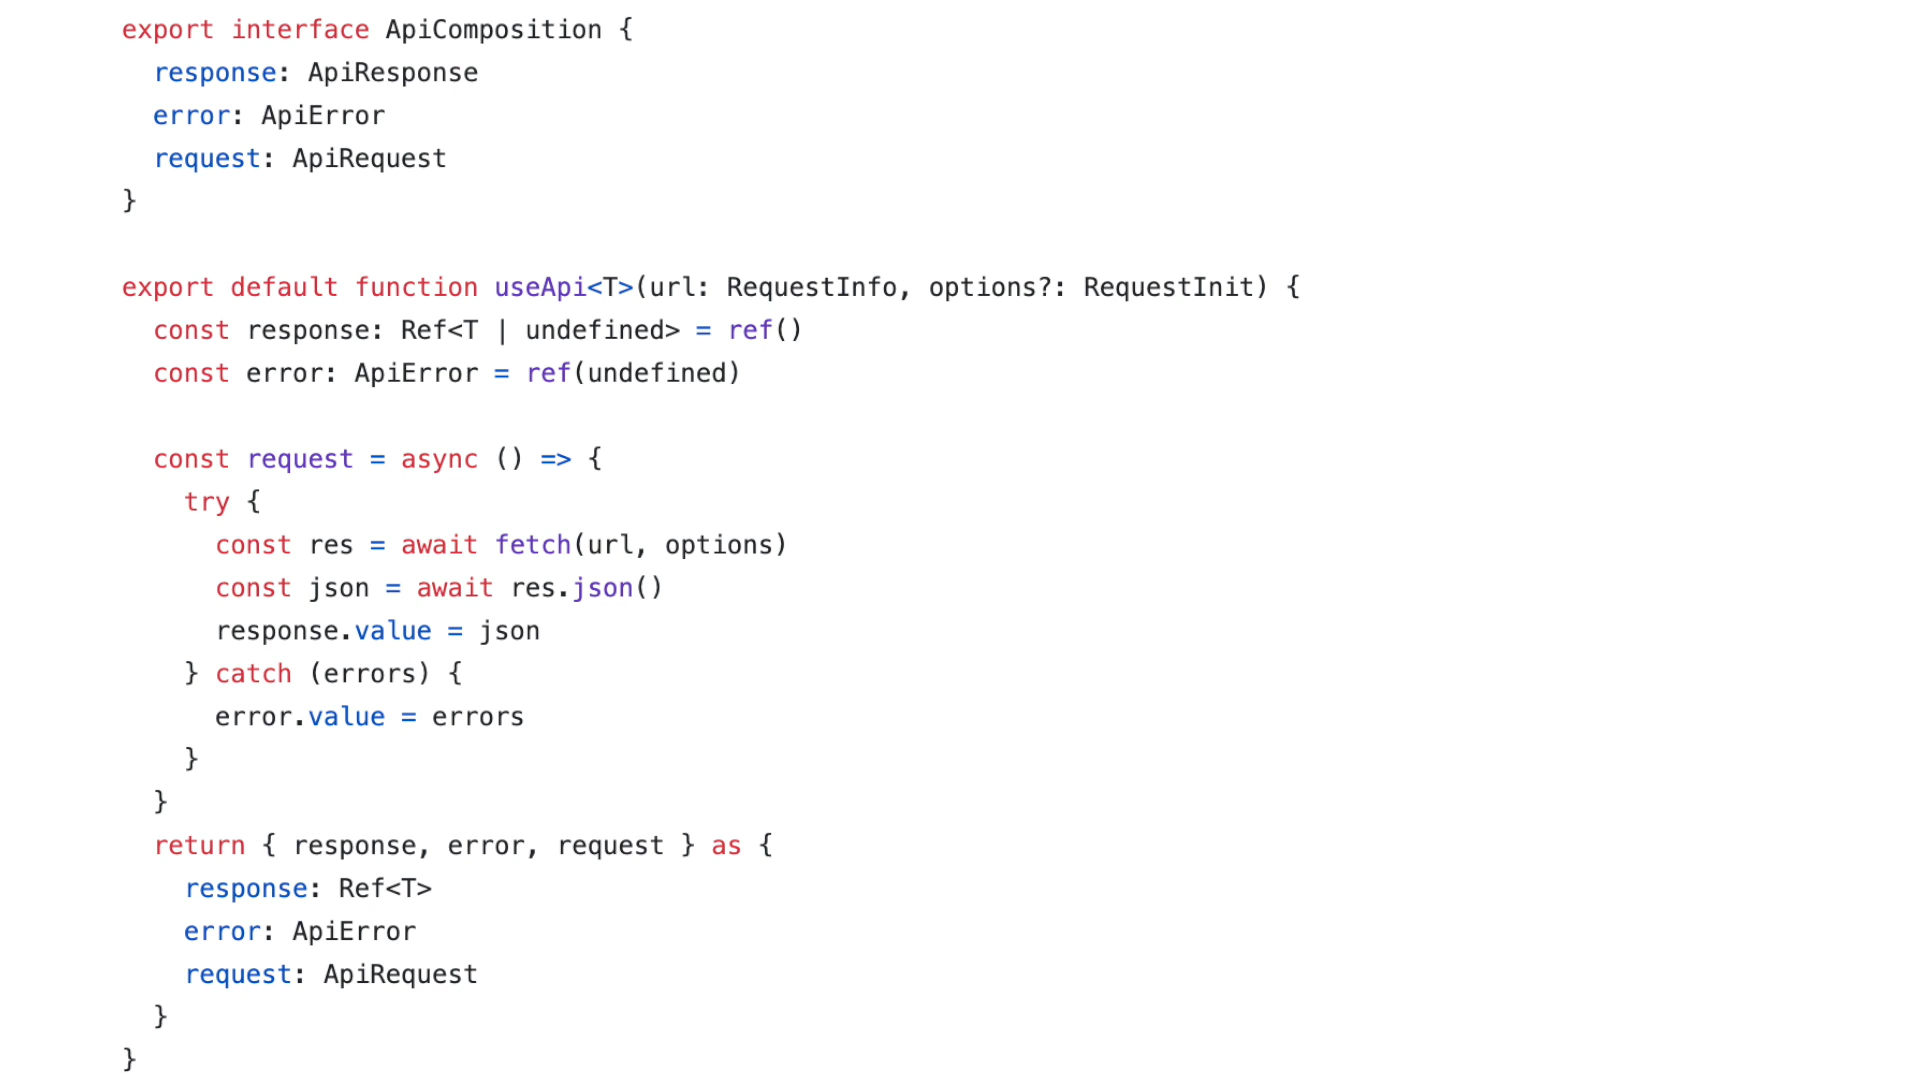 export interface ApiComposition {
  response: ApiResponse
  error: ApiError
  request: ApiRequest
}

export default function useApi<T>(url: RequestInfo, options?: RequestInit) {
  const response: Ref<T | undefined> = ref()
  const error: ApiError = ref(undefined)

  const request = async () => {
    try {
      const res = await fetch(url, options)
      const json = await res.json()
      response.value = json
    } catch (errors) {
      error.value = errors
    }
  }
  return { response, error, request } as {
    response: Ref<T>
    error: ApiError
    request: ApiRequest
  }
}